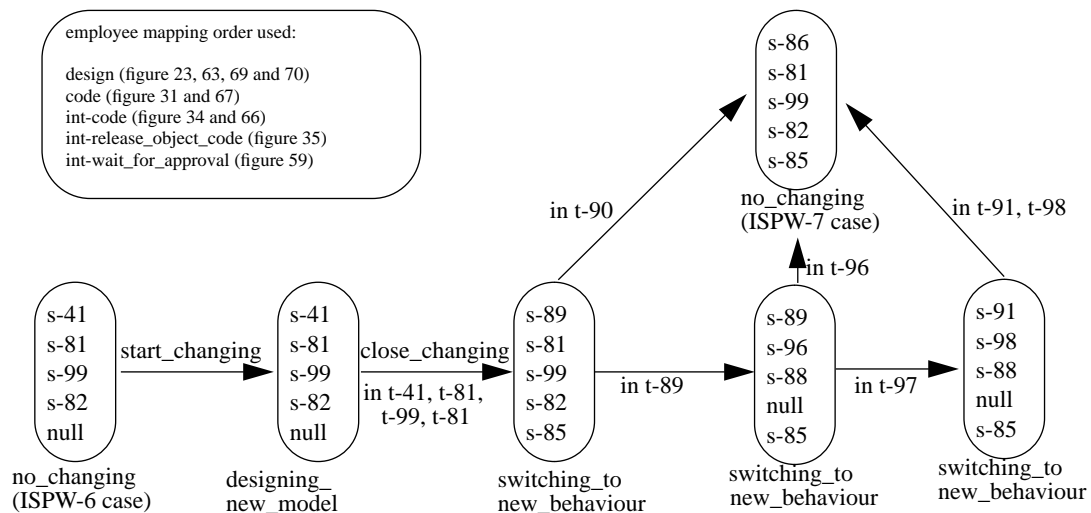 employee mapping order used:
design (figure 23, 63, 69 and 70)
code (figure 31 and 67)
int-code (figure 34 and 66)
int-release_object_code (figure 35)
int-wait_for_approval (figure 59)
s-86
s-81
s-99
s-82
s-85
no_changing
(ISPW-7 case)
in t-90
in t-96
in t-91, t-98
s-41
s-81
s-99
s-82
null
no_changing
(ISPW-6 case)
start_changing
s-41
s-81
s-99
s-82
null
designing_
new_model
close_changing
in t-41, t-81,
t-99, t-81
s-89
s-81
s-99
s-82
s-85
switching_to
new_behaviour
in t-89
s-89
s-96
s-88
null
s-85
switching_to
new_behaviour
in t-97
s-91
s-98
s-88
null
s-85
switching_to
new_behaviour